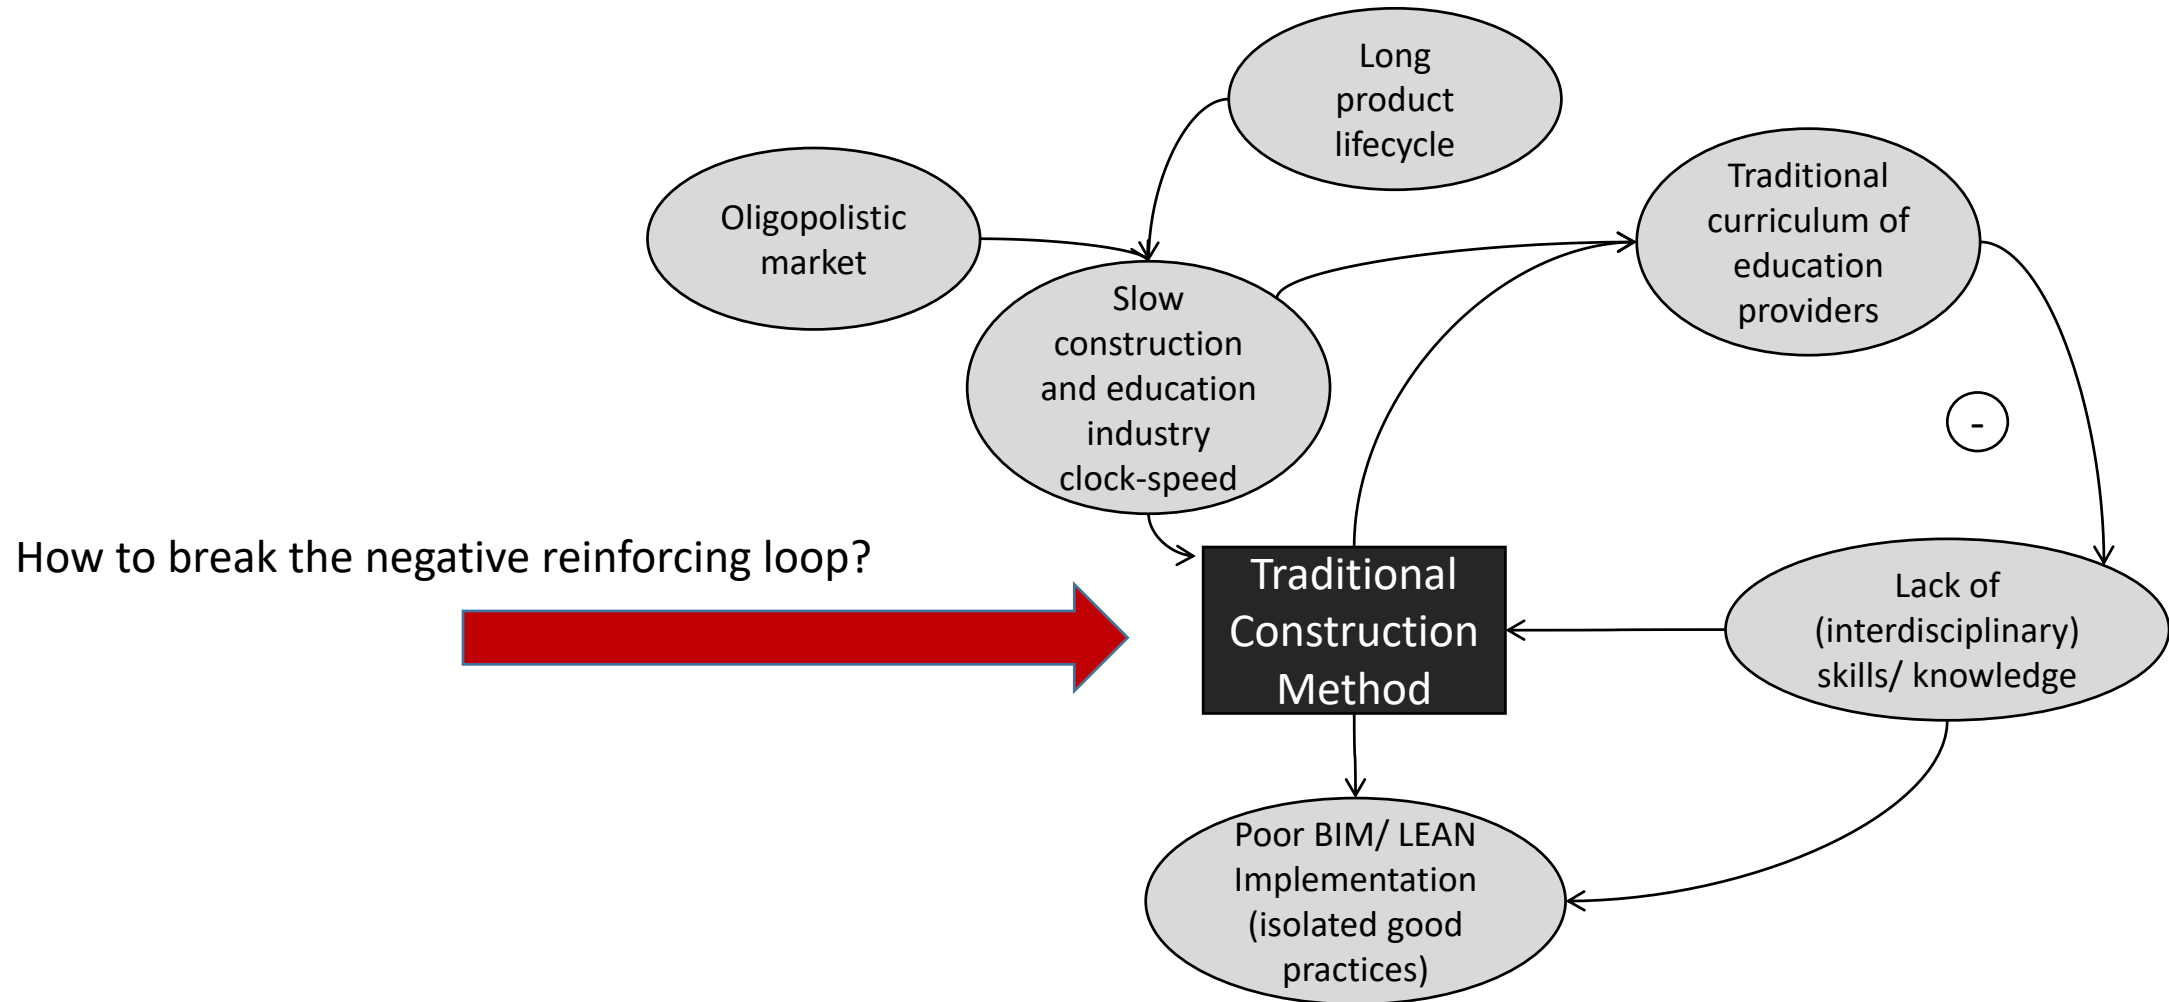 Long
product
lifecycle
Oligopolistic
market
Traditional
curriculum of
education
providers
Slow
construction
and education
industry
clock-speed
-
How to break the negative reinforcing loop?
Traditional
Construction
Method
Lack of
(interdisciplinary)
skills/ knowledge
Poor BIM/ LEAN
Implementation
(isolated good
practices)